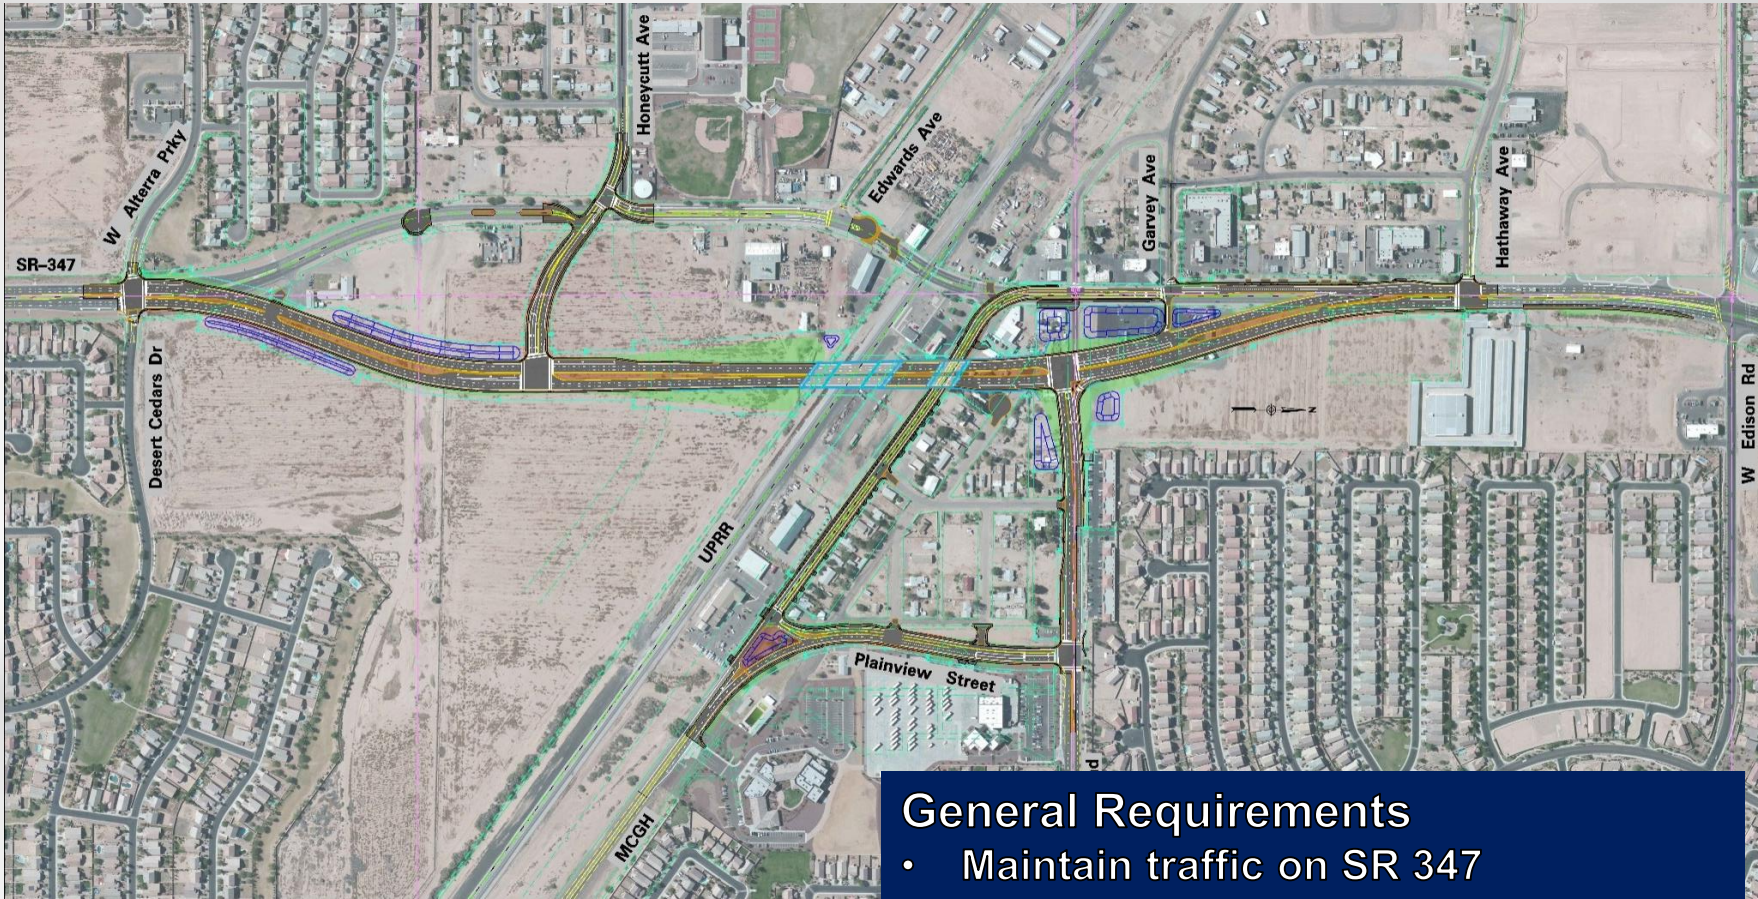 Honeycutt Ave
Edwards Ave
W Alterra Prky
Garvey Ave
Hathaway Ave
SR-347
Desert Cedars Dr
N
W Edison Rd
UPRR
Plainview Street
MCGH
General Requirements
• Maintain traffic on SR 347